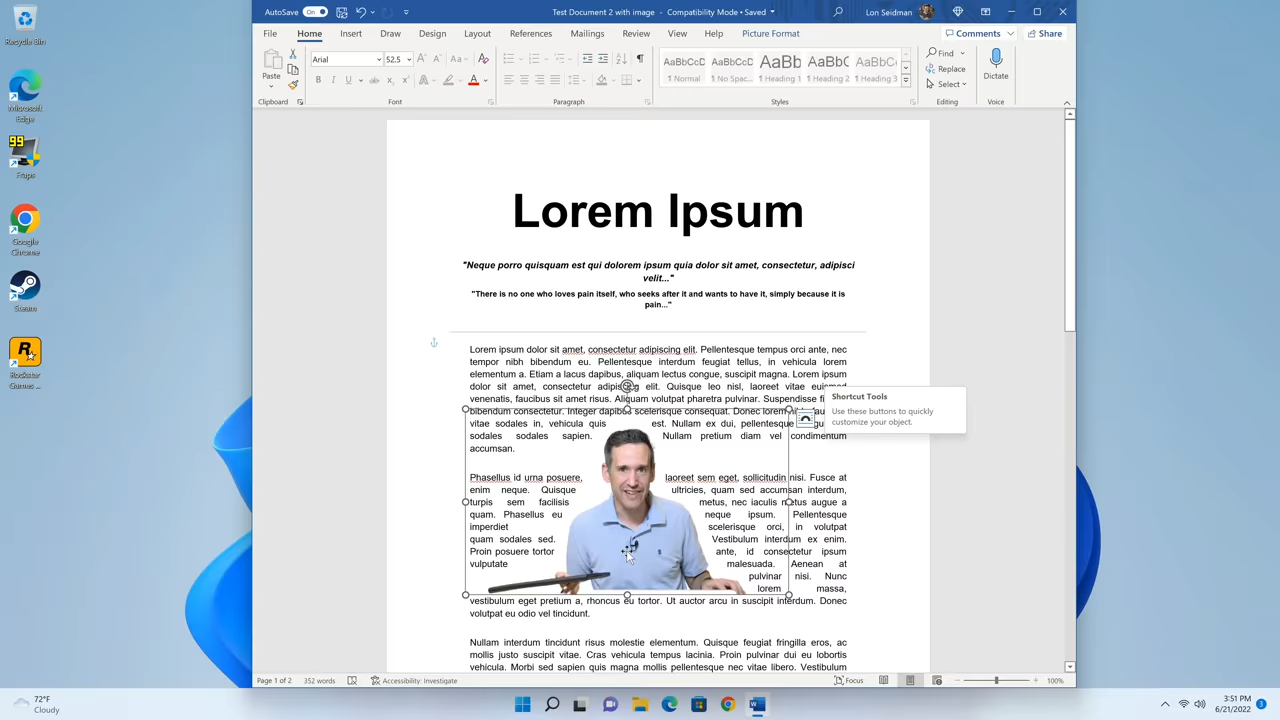 Recycle Bin
Microsoft
Edge
99
Fraps
Google
Chrome
Steam
R
Rockstar
Games ...
AutoSave On
Test Document 2 with image - Compatibility Mode • Saved
Lon Seidman
File Home Insert Draw Design Layout References Mailings Review View Help Picture Format
Comments Share
Paste
Arial 52.5
Clipboard Font Paragraph Styles Editing Voice
AaBbCcD AaBbCcD AaBb AaBbC AaBbCc
1 Normal 1 No Spac... 1 Heading 1 1 Heading 2 1 Heading 3
Find
Replace
Select
Dictate
Lorem Ipsum
"Neque porro quisquam est qui dolorem ipsum quia dolor sit amet, consectetur, adipisci
velit..."
"There is no one who loves pain itself, who seeks after it and wants to have it, simply because it is
pain..."
Lorem ipsum dolor sit amet, consectetur adipiscing elit. Pellentesque tempus orci ante, nec
tempor nibh bibendum eu. Pellentesque interdum feugiat tellus, in vehicula lorem
elementum a. Etiam a lacus dapibus, aliquam lectus congue, suscipit magna. Lorem ipsum
dolor sit amet, consectetur adipiscing elit. Quisque leo nisl, laoreet vitae euismod
venenatis, faucibus sit amet risus. Aliquam volutpat pharetra pulvinar. Suspendisse
bibendum consectetur. Integer dapibus scelerisque consequat. Donec lorem
vitae sodales in, vehicula quis est. Nullam ex dui, pellentesque
sodales sodales sapien. Nullam pretium diam vel condimentum
accumsan.
Shortcut Tools
Use these buttons to quickly
customize your object.
Phasellus id urna posuere, laoreet sem eget, sollicitudin nisi. Fusce at
enim neque. Quisque ultricies, quam sed accumsan interdum,
turpis sem facilisis metus, nec iaculis metus augue a
quam. Phasellus eu neque ipsum. Pellentesque
imperdiet scelerisque orci, in volutpat
quam sodales sed. Vestibulum interdum ex enim.
Proin posuere tortor ante, id consectetur ipsum
vulputate malesuada. Aenean at
pulvinar nisi. Nunc
lorem massa,
vestibulum eget pretium a, rhoncus eu tortor. Ut auctor arcu in suscipit interdum. Donec
volutpat eu odio vel tincidunt.
Nullam interdum tincidunt risus molestie elementum. Quisque feugiat fringilla eros, ac
mollis justo suscipit vitae. Cras vehicula tempus lacinia. Proin pulvinar dui eu lobortis
vehicula. Morbi sed sapien quis magna mollis pellentesque nec vitae libero. Vestibulum
Page 1 of 2 352 words Accessibility: Investigate
Focus 100%
72°F
Cloudy
3:51 PM
6/21/2022
3